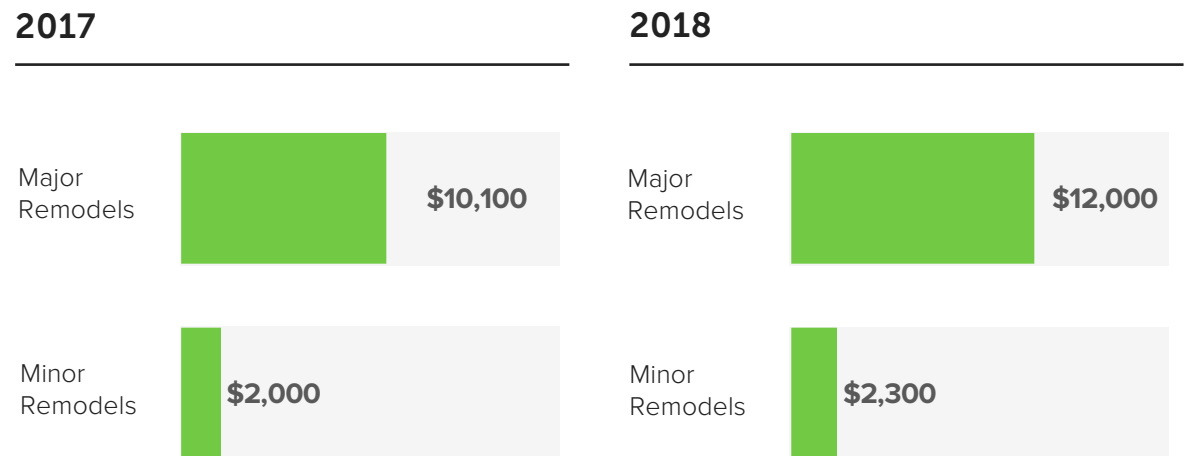 2017
Major
Remodels
$10,100
Minor
Remodels
$2,000
2018
Major
Remodels
$12,000
Minor
Remodels
$2,300